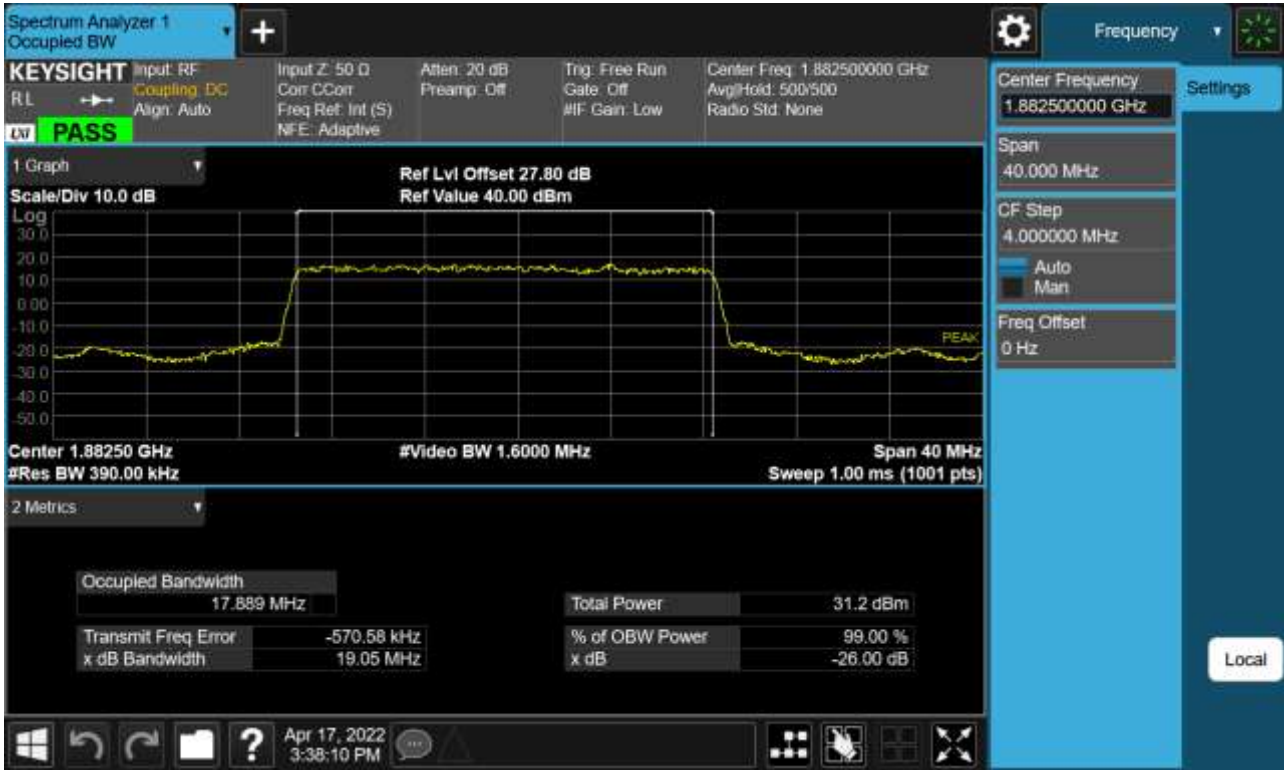 Spectrum Analyzer 1
Occupied BW
+
Frequency
KEYSIGHT
RL
LXI
PASS
Input: RF
Coupling: DC
Align: Auto
Input Z: 50 Ω
Corr CCorr
Freq Ref: Int (S)
NFE: Adaptive
Atten: 20 dB
Preamp: Off
Trig: Free Run
Gate: Off
#IF Gain: Low
Center Freq: 1.882500000 GHz
Avg|Hold: 500/500
Radio Std: None
Center Frequency
1.882500000 GHz
Settings
Span
40.000 MHz
CF Step
4.000000 MHz
Auto
Man
Freq Offset
0 Hz
Local
1 Graph
Scale/Div 10.0 dB
Ref Lvl Offset 27.80 dB
Ref Value 40.00 dBm
Log
30.0
20.0
10.0
0.00
-10.0
-20.0
-30.0
-40.0
-50.0
PEAK
Center 1.88250 GHz
#Video BW 1.6000 MHz
Span 40 MHz
#Res BW 390.00 kHz
Sweep 1.00 ms (1001 pts)
2 Metrics
Occupied Bandwidth
17.889 MHz
Total Power 31.2 dBm
Transmit Freq Error -570.58 kHz
% of OBW Power 99.00 %
x dB Bandwidth 19.05 MHz
x dB -26.00 dB
?
Apr 17, 2022
3:38:10 PM